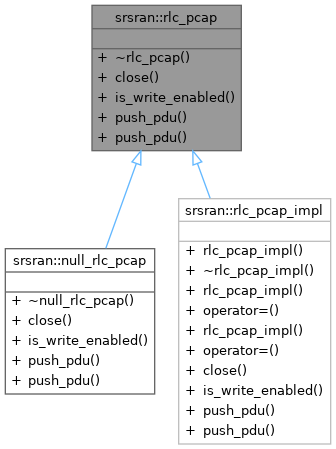 srsran::rlc_pcap
+ ~rlc_pcap()
+ close()
+ is_write_enabled()
+ push_pdu()
+ push_pdu()
srsran::null_rlc_pcap
+ ~null_rlc_pcap()
+ close()
+ is_write_enabled()
+ push_pdu()
+ push_pdu()
srsran::rlc_pcap_impl
+ rlc_pcap_impl()
+ ~rlc_pcap_impl()
+ rlc_pcap_impl()
+ operator=()
+ rlc_pcap_impl()
+ operator=()
+ close()
+ is_write_enabled()
+ push_pdu()
+ push_pdu()